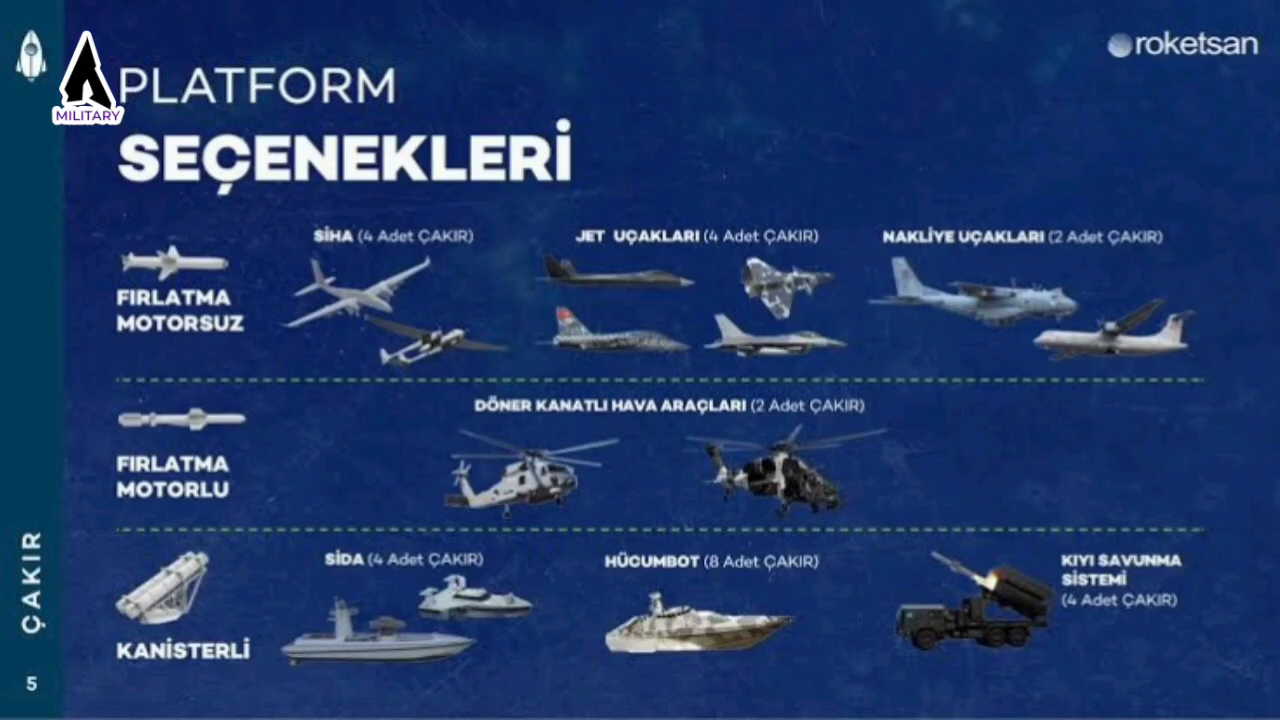 roketsan
MILITARY
PLATFORM
SEÇENEKLERİ
SİHA (4 Adet ÇAKIR)
JET UÇAKLARI (4 Adet ÇAKIR)
NAKLİYE UÇAKLARI (2 Adet ÇAKIR)
FIRLATMA
MOTORSUZ
DÖNER KANATLI HAVA ARAÇLARI (2 Adet ÇAKIR)
FIRLATMA
MOTORLU
SİDA (4 Adet ÇAKIR)
HÜCUMBOT (8 Adet ÇAKIR)
KIYI SAVUNMA
SİSTEMİ
(4 Adet ÇAKIR)
KANİSTERLİ
ÇAKIR
5